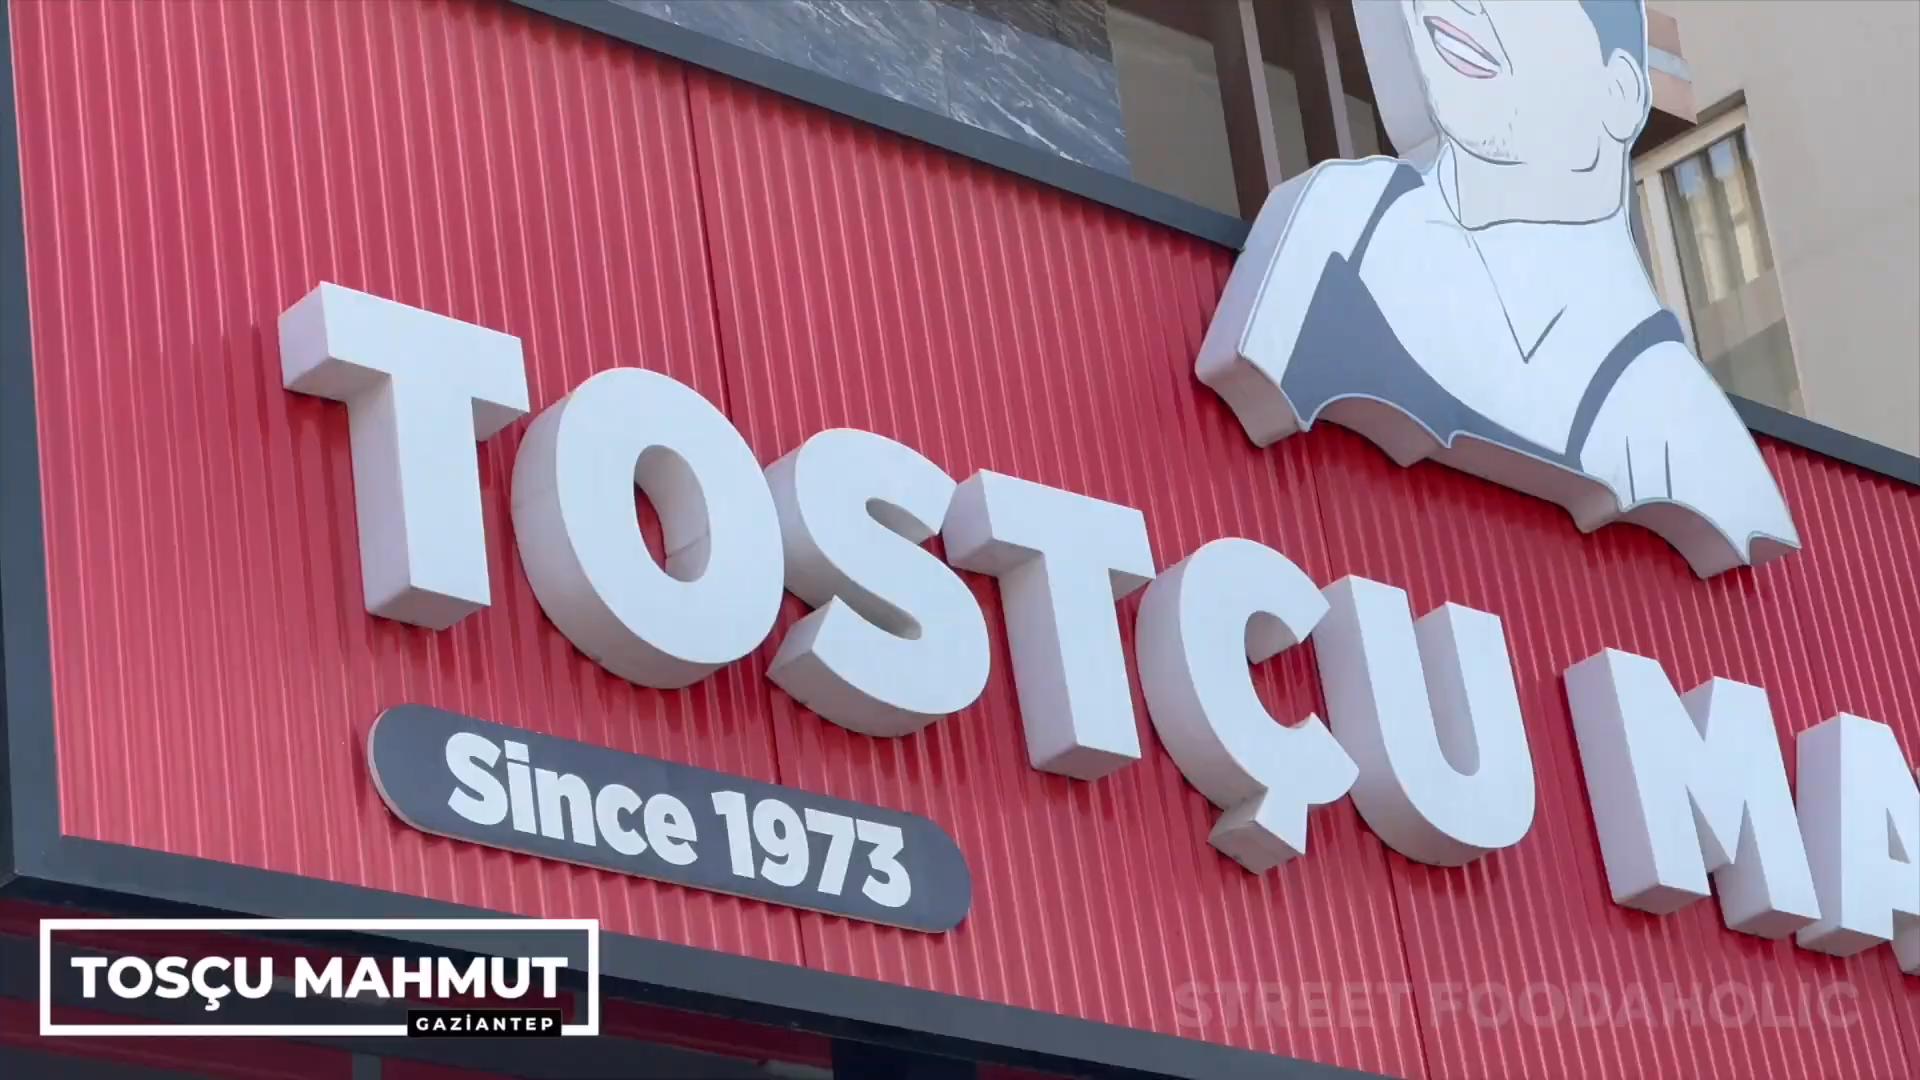 TOSTÇU MA
Since 1973
TOSÇU MAHMUT
GAZİANTEP
STREET FOODAHOLIC